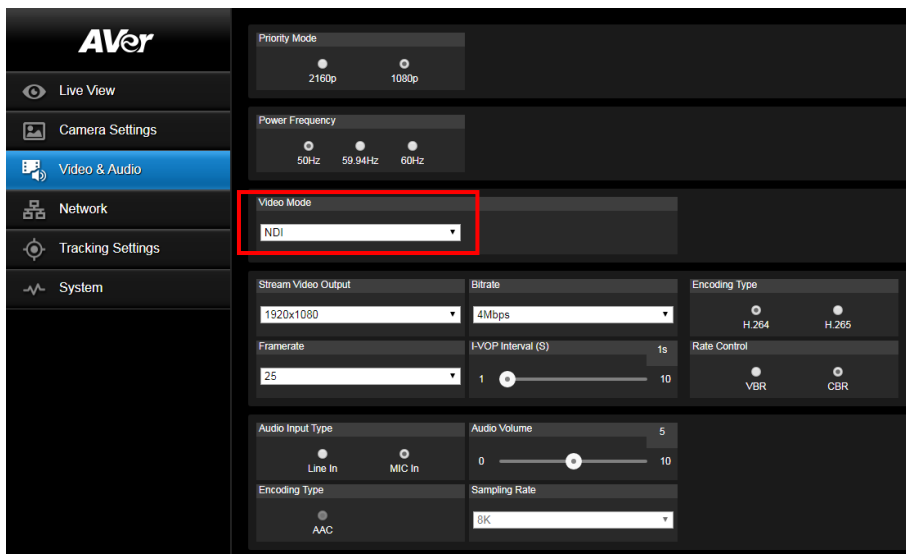 AVer
Live View
Camera Settings
Video & Audio
Network
Tracking Settings
System
Priority Mode
2160p 1080p
Power Frequency
50Hz 59.94Hz 60Hz
Video Mode
NDI
Stream Video Output Bitrate Encoding Type
1920x1080 4Mbps H.264 H.265
Framerate I-VOP Interval (S) 1s Rate Control
25 1 10 VBR CBR
Audio Input Type Audio Volume 5
Line In MIC In 0 10
Encoding Type Sampling Rate
AAC 8K